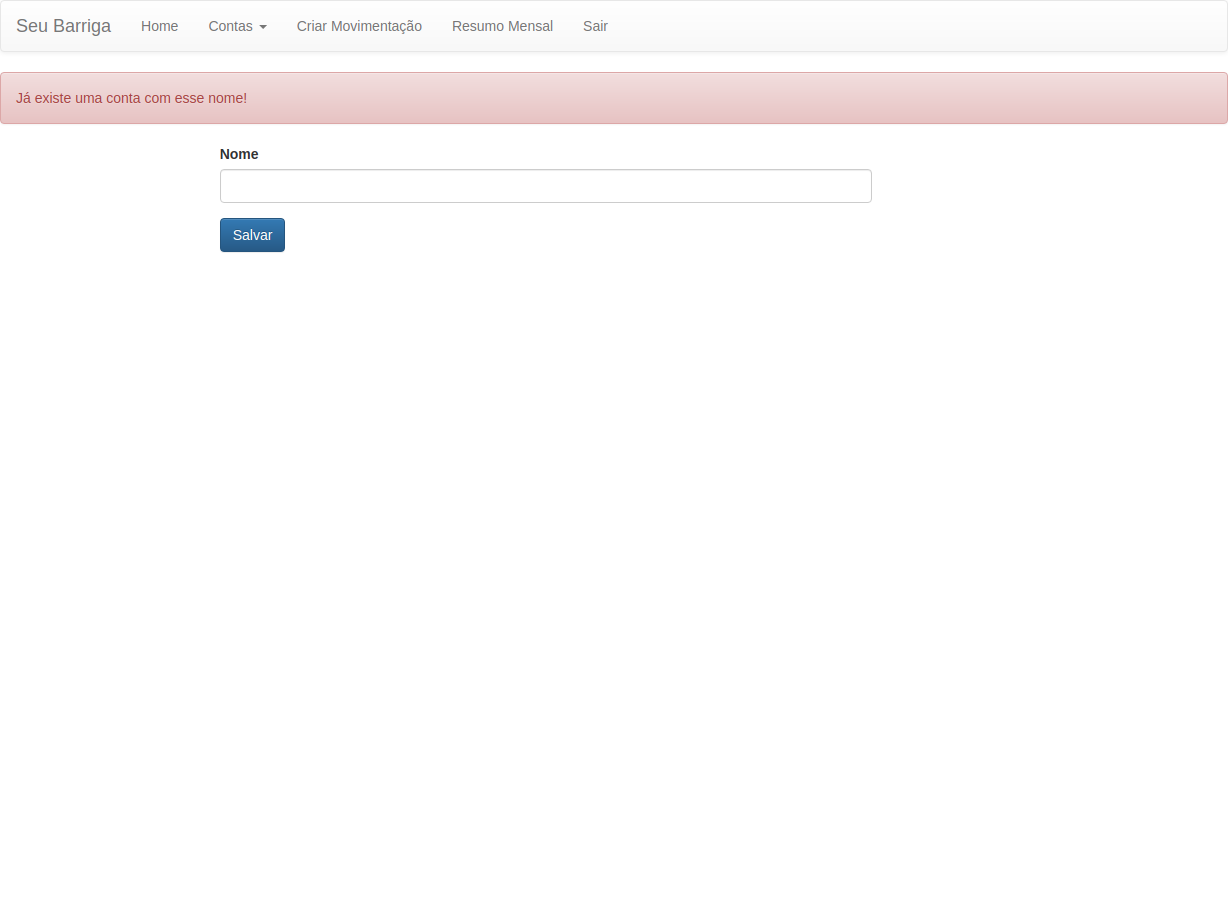 Seu Barriga Home Contas Criar Movimentação Resumo Mensal Sair
Já existe uma conta com esse nome!
Nome
Salvar